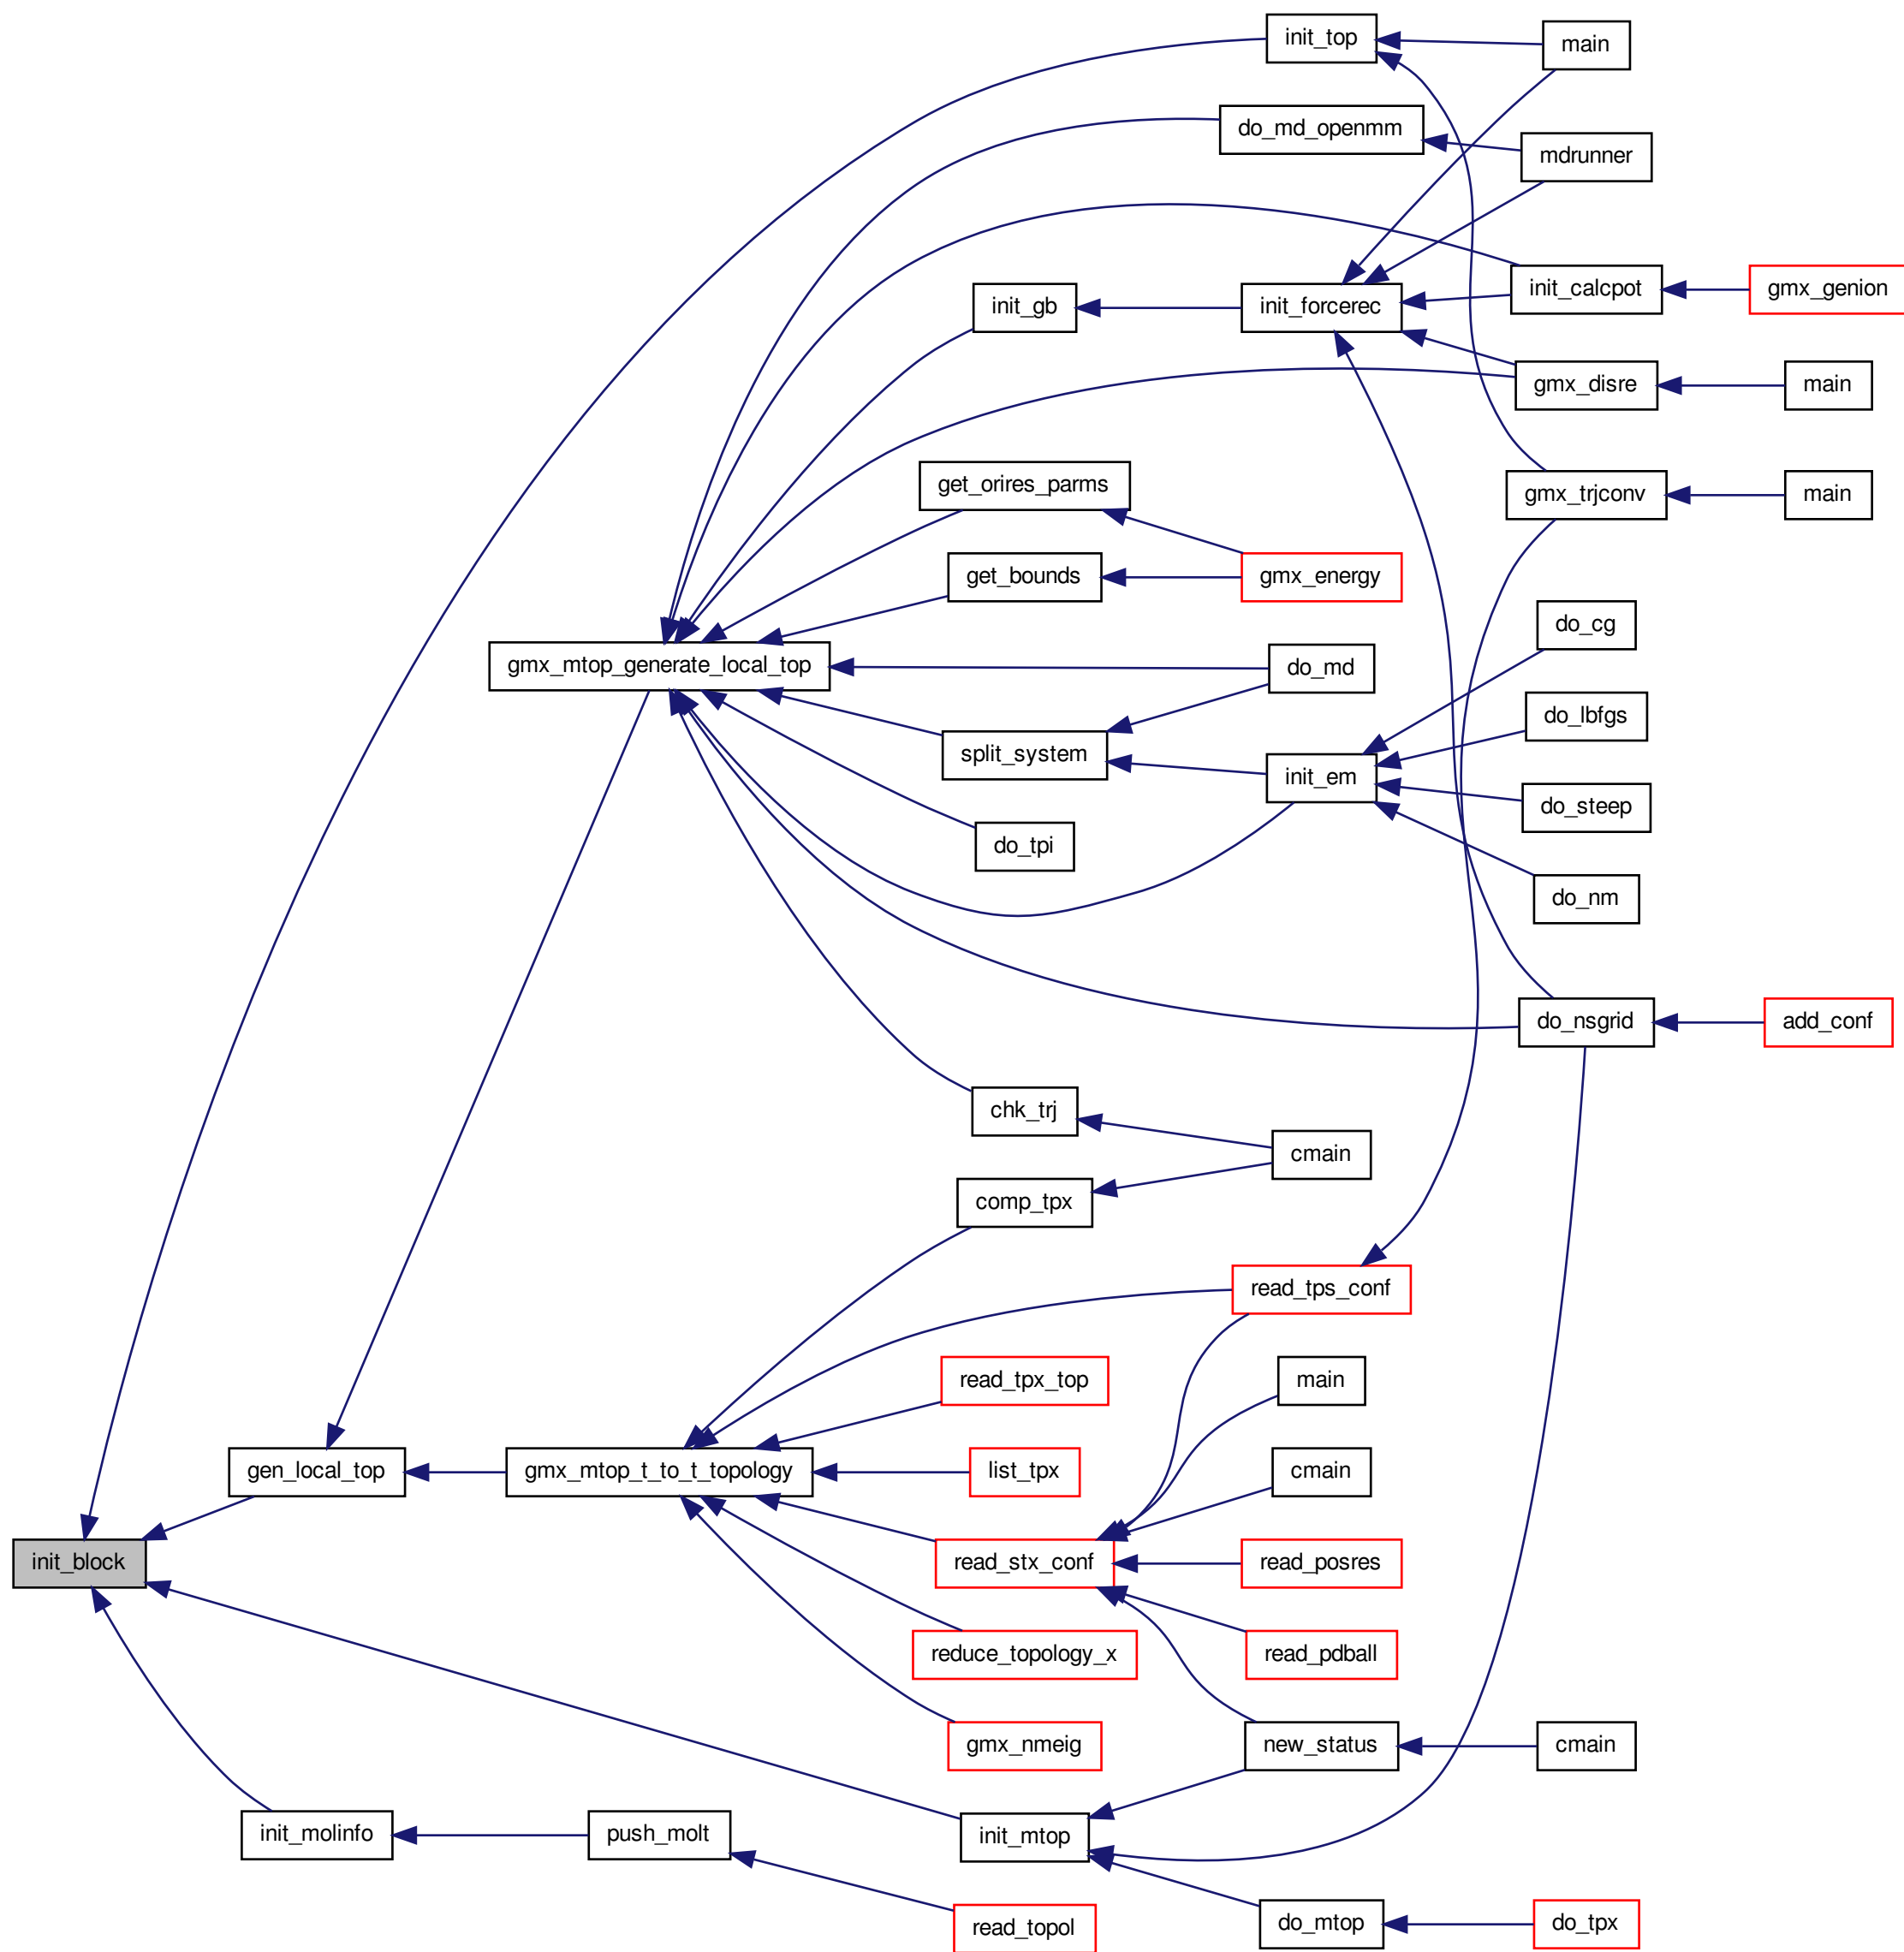 init_top
main
do_md_openmm
mdrunner
init_gb
init_forcerec
init_calcpot
gmx_genion
gmx_disre
main
get_orires_parms
gmx_trjconv
main
get_bounds
gmx_energy
do_cg
gmx_mtop_generate_local_top
do_md
do_lbfgs
split_system
init_em
do_steep
do_tpi
do_nm
do_nsgrid
add_conf
chk_trj
cmain
comp_tpx
read_tps_conf
read_tpx_top
main
gen_local_top
gmx_mtop_t_to_t_topology
list_tpx
cmain
init_block
read_stx_conf
read_posres
reduce_topology_x
read_pdball
gmx_nmeig
new_status
cmain
init_molinfo
push_molt
init_mtop
read_topol
do_mtop
do_tpx